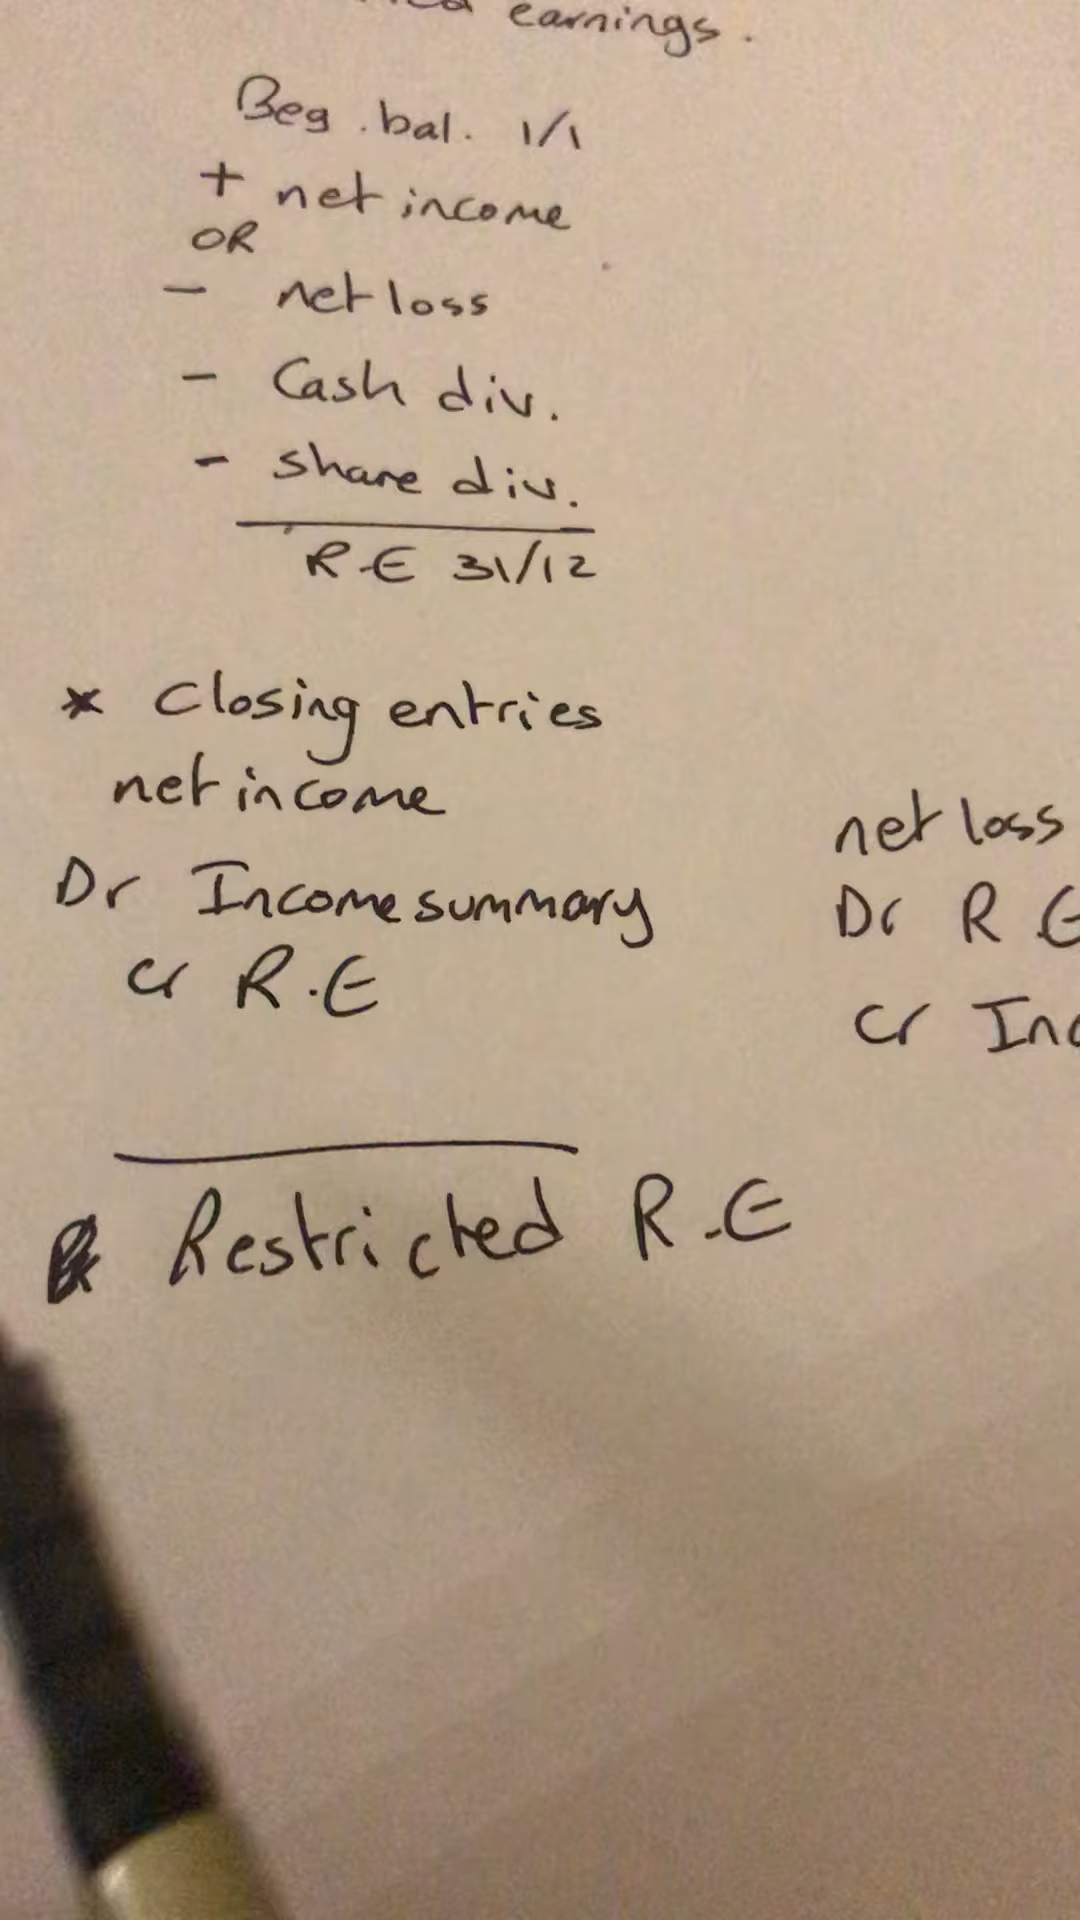 earnings.
Beg. bal. 1/1
+ net income
OR
- net loss
- Cash div.
- share div.
R.E 31/12
* Closing entries
net income
Dr Income summary
cr R.E
net loss
Dr R E
cr Inc
Restricted R.E